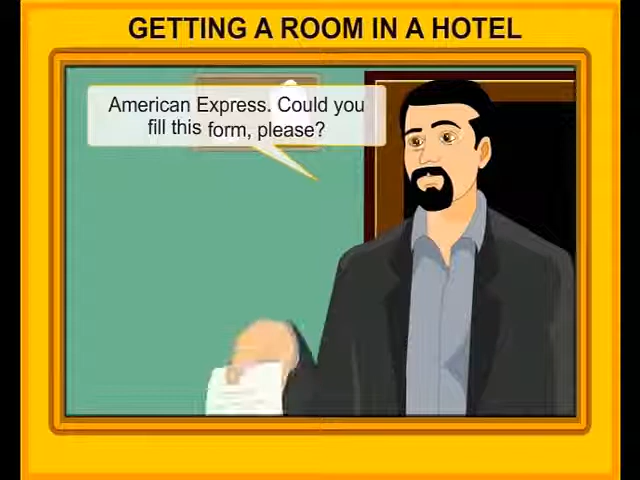 GETTING A ROOM IN A HOTEL
American Express. Could you
fill this form, please?